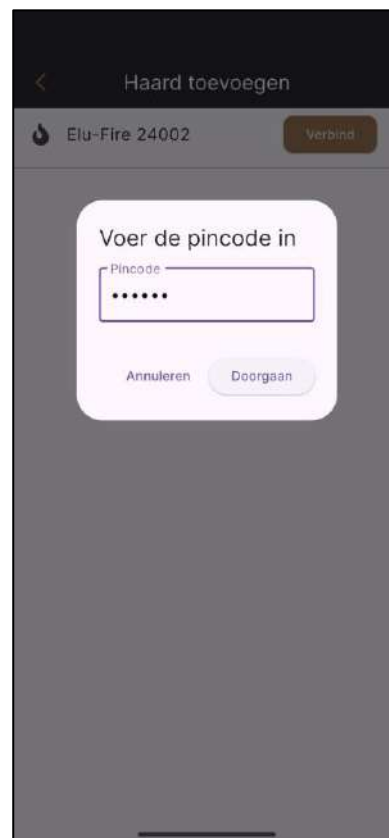 Haard toevoegen
Elu-Fire 24002
Verbind
Voer de pincode in
Pincode
••••••
Annuleren
Doorgaan